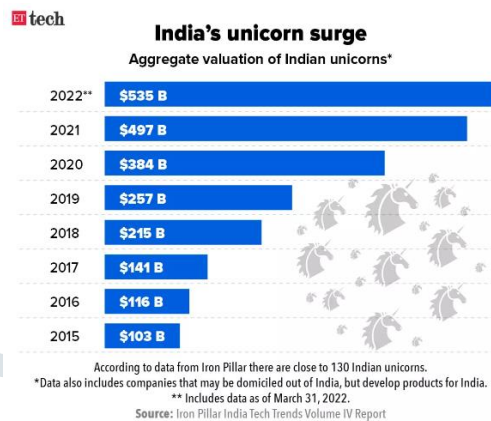 ET tech
India's unicorn surge
Aggregate valuation of Indian unicorns*
2022** $535 B
2021 $497 B
2020 $384 B
2019 $257 B
2018 $215 B
2017 $141 B
2016 $116 B
2015 $103 B
According to data from Iron Pillar there are close to 130 Indian unicorns.
*Data also includes companies that may be domiciled out of India, but develop products for India.
** Includes data as of March 31, 2022.
Source: Iron Pillar India Tech Trends Volume IV Report